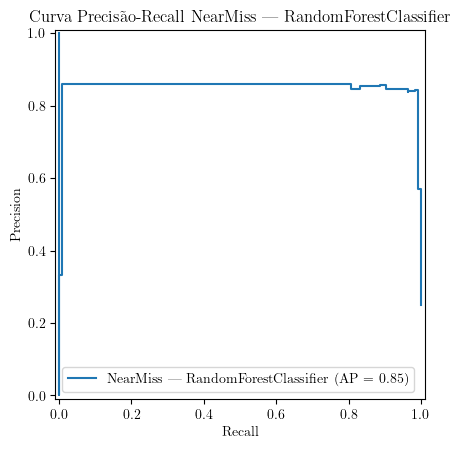 Curva Precisão-Recall NearMiss — RandomForestClassifier
1.0
0.8
0.6
0.4
0.2
0.0
Precision
NearMiss — RandomForestClassifier (AP = 0.85)
0.0 0.2 0.4 0.6 0.8 1.0
Recall